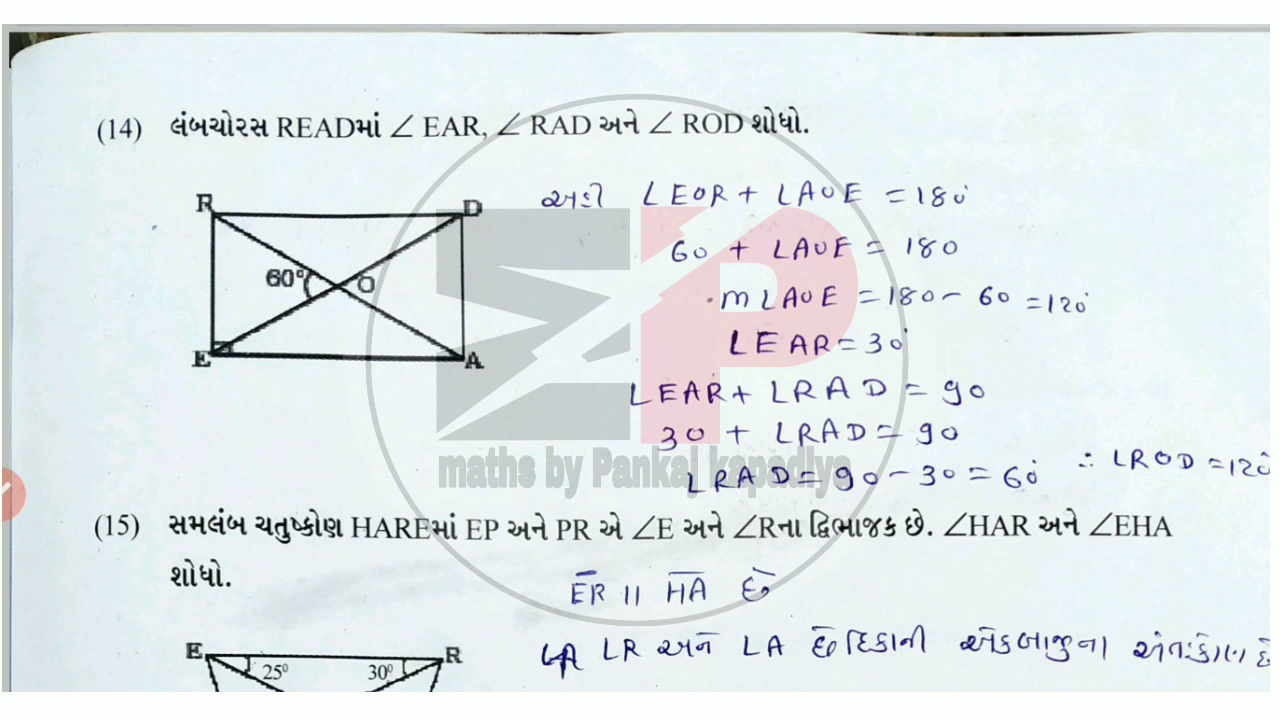 (14) લંબચોરસ READમાં ∠ EAR, ∠ RAD અને ∠ ROD શોધો.
R
D
60°
O
E
A
અહી ∠EOR + ∠AOE = 180°
60 + ∠AOE = 180
m∠AOE = 180 - 60 = 120°
∠EAR = 30°
∠EAR + ∠RAD = 90
30 + ∠RAD = 90
∠RAD = 90 - 30 = 60° ∴ ∠ROD = 120°
maths by Pankaj kapadiya
(15) સમલંબ ચતુષ્કોણ HAREમાં EP અને PR એ ∠E અને ∠Rના દ્વિભાજક છે. ∠HAR અને ∠EHA
શોધો.
ER || HA છે
∠R અને ∠A છેદિકાની એકબાજુના અંતઃકોણ છે
E
R
25⁰
30⁰